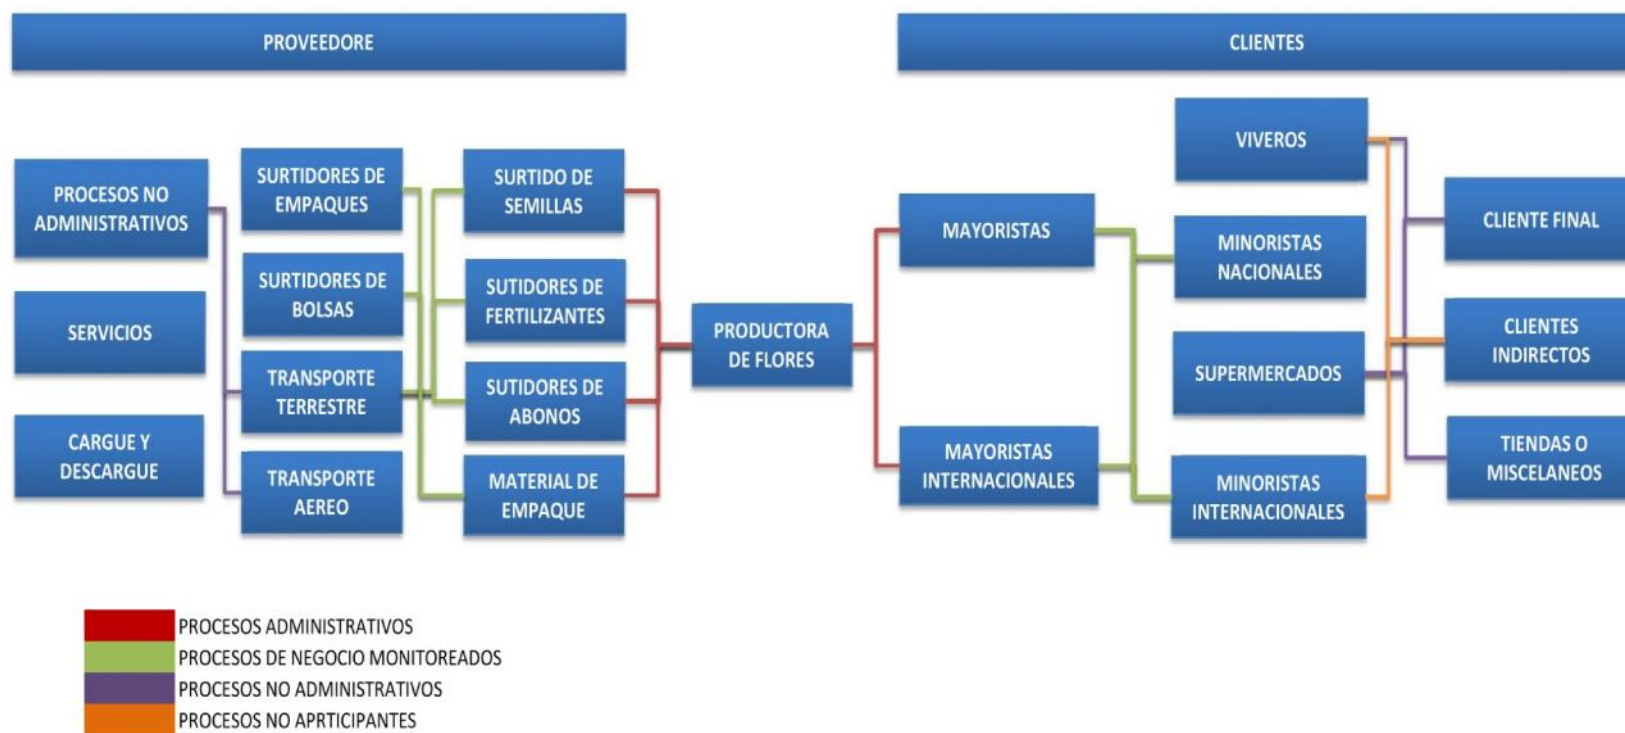 PROVEEDORE
CLIENTES
PROCESOS NO
ADMINISTRATIVOS
SERVICIOS
CARGUE Y
DESCARGUE
SURTIDORES DE
EMPAQUES
SURTIDORES DE
BOLSAS
TRANSPORTE
TERRESTRE
TRANSPORTE
AEREO
SURTIDO DE
SEMILLAS
SUTIDORES DE
FERTILIZANTES
SUTIDORES DE
ABONOS
MATERIAL DE
EMPAQUE
PRODUCTORA
DE FLORES
MAYORISTAS
MAYORISTAS
INTERNACIONALES
VIVEROS
MINORISTAS
NACIONALES
SUPERMERCADOS
MINORISTAS
INTERNACIONALES
CLIENTE FINAL
CLIENTES
INDIRECTOS
TIENDAS O
MISCELANEOS
PROCESOS ADMINISTRATIVOS
PROCESOS DE NEGOCIO MONITOREADOS
PROCESOS NO ADMINISTRATIVOS
PROCESOS NO APRTICIPANTES